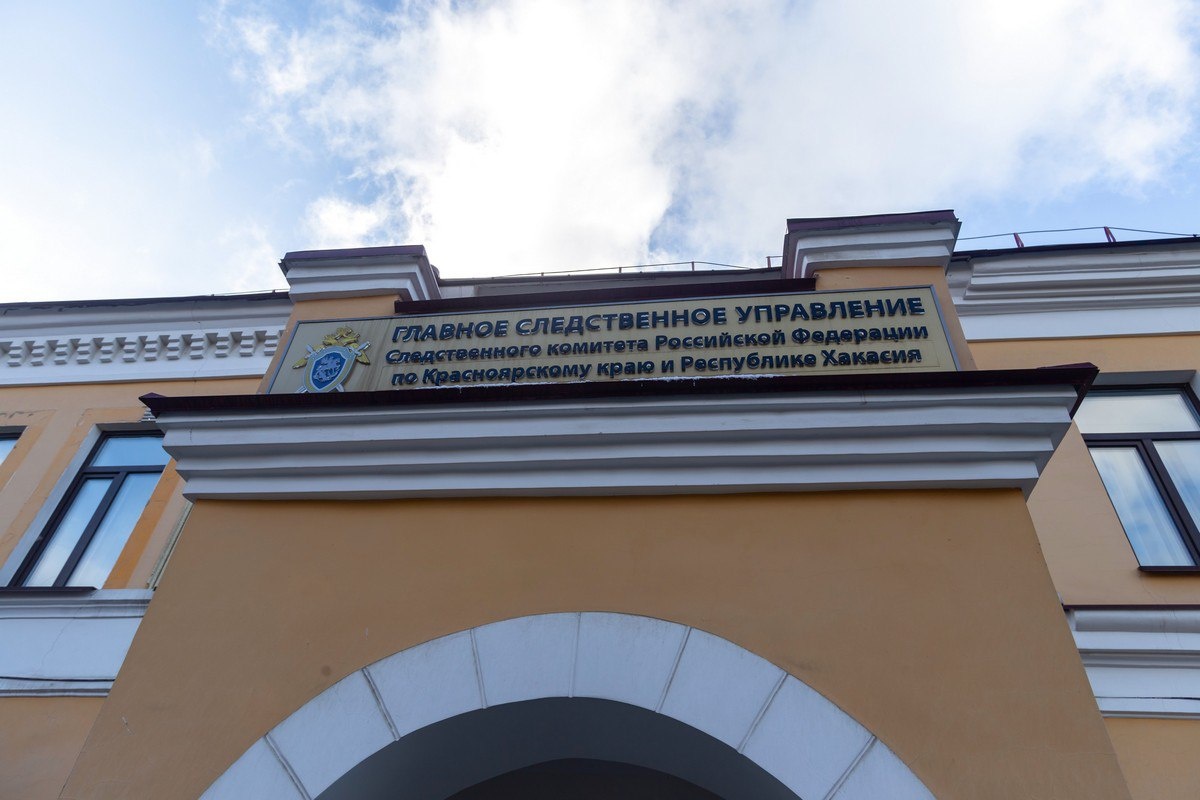 ГЛАВНОЕ СЛЕДСТВЕННОЕ УПРАВЛЕНИЕ
Следственного комитета Российской Федерации
по Красноярскому краю и Республике Хакасия